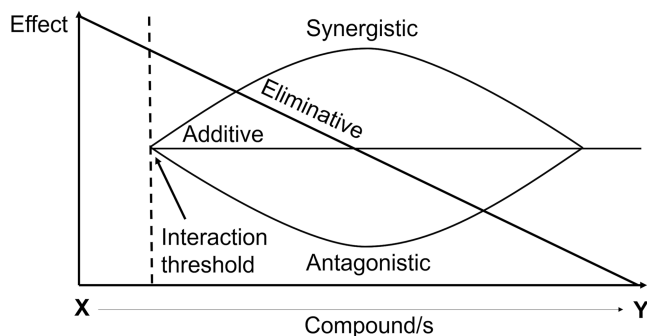 Effect
Synergistic
Eliminative
Additive
Interaction
threshold
Antagonistic
X
Y
Compound/s